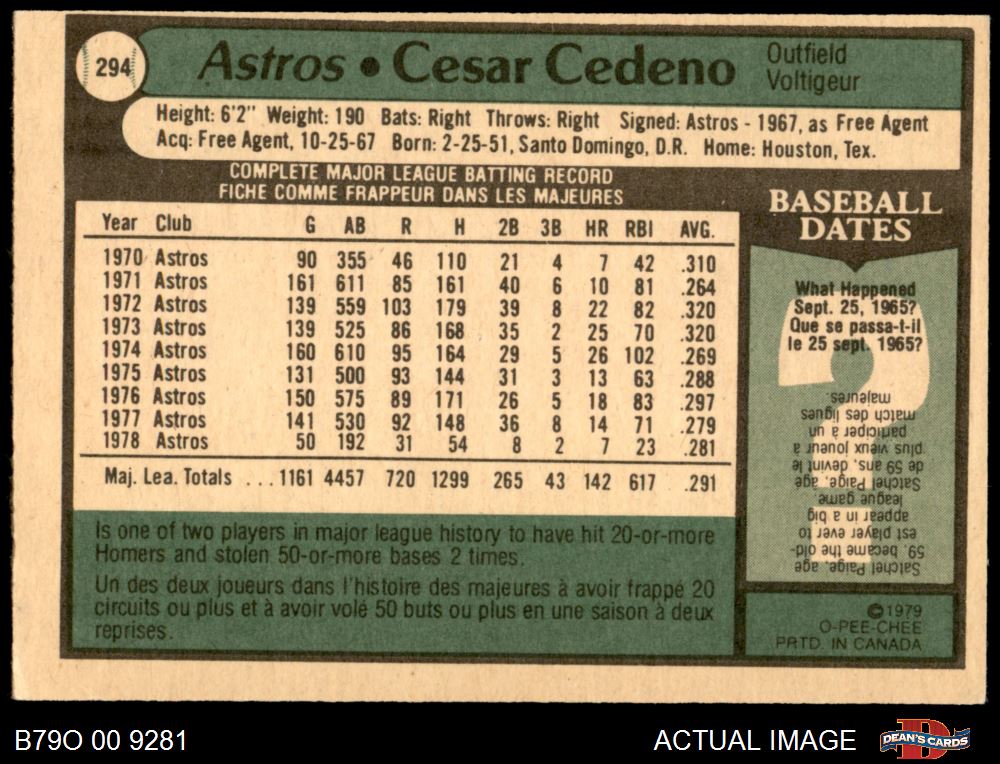 294
Astros • Cesar Cedeno
Outfield
Voltigeur
Height: 6'2" Weight: 190 Bats: Right Throws: Right Signed: Astros - 1967, as Free Agent
Acq: Free Agent, 10-25-67 Born: 2-25-51, Santo Domingo, D.R. Home: Houston, Tex.
COMPLETE MAJOR LEAGUE BATTING RECORD
FICHE COMME FRAPPEUR DANS LES MAJEURES
Year Club G AB R H 2B 3B HR RBI AVG.
1970 Astros 90 355 46 110 21 4 7 42 .310
1971 Astros 161 611 85 161 40 6 10 81 .264
1972 Astros 139 559 103 179 39 8 22 82 .320
1973 Astros 139 525 86 168 35 2 25 70 .320
1974 Astros 160 610 95 164 29 5 26 102 .269
1975 Astros 131 500 93 144 31 3 13 63 .288
1976 Astros 150 575 89 171 26 5 18 83 .297
1977 Astros 141 530 92 148 36 8 14 71 .279
1978 Astros 50 192 31 54 8 2 7 23 .281
Maj. Lea. Totals ...1161 4457 720 1299 265 43 142 617 .291
Is one of two players in major league history to have hit 20-or-more
Homers and stolen 50-or-more bases 2 times.
Un des deux joueurs dans l'histoire des majeures à avoir frappé 20
circuits ou plus et à avoir volé 50 buts ou plus en une saison à deux
reprises.
BASEBALL
DATES
What Happened
Sept. 25, 1965?
Que se passa-t-il
le 25 sept. 1965?
Satchel Paige, age
59, became the old-
est player ever to
appear in a big
league game.
Satchel Paige, âgé
de 59 ans, devint le
plus vieux joueur à
participer à un
match des ligues
majeures.
©1979
O-PEE-CHEE
PRTD. IN CANADA
B79O 00 9281
ACTUAL IMAGE
DEAN'S CARDS